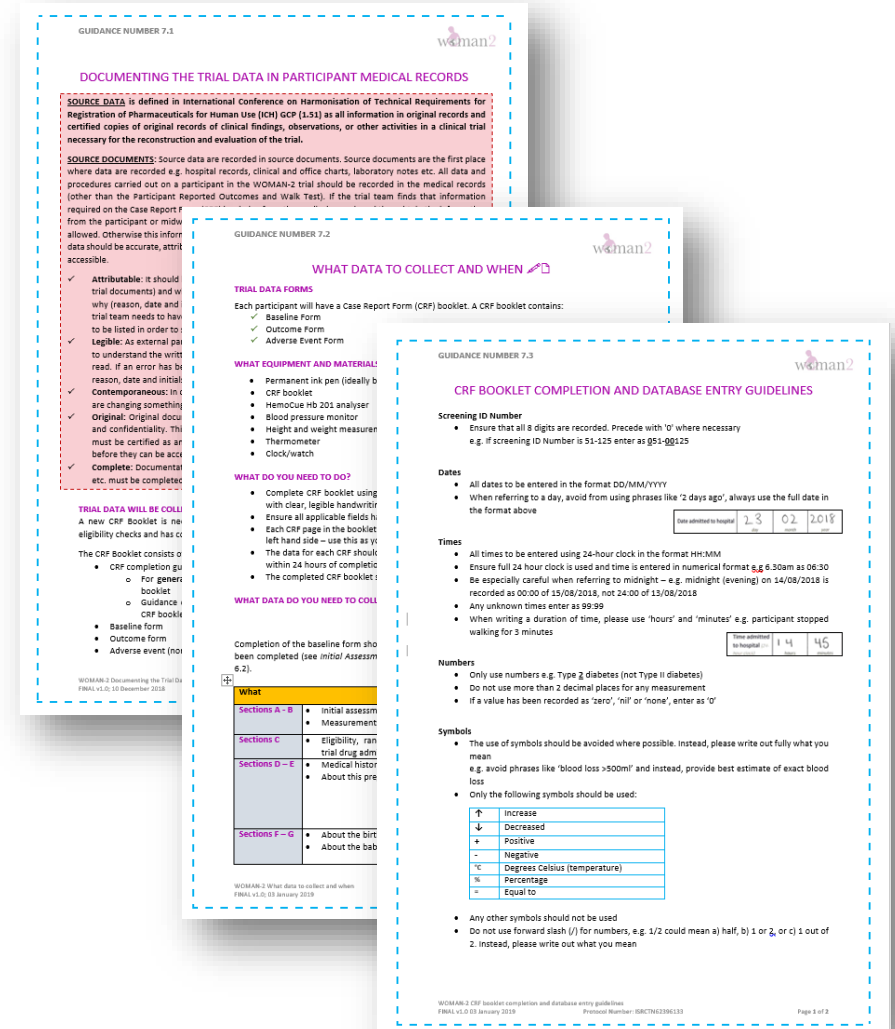 GUIDANCE NUMBER 7.1
woman2
DOCUMENTING THE TRIAL DATA IN PARTICIPANT MEDICAL RECORDS
SOURCE DATA is defined in International Conference on Harmonisation of Technical Requirements for
Registration of Pharmaceuticals for Human Use (ICH) GCP (1.51) as all information in original records and
certified copies of original records of clinical findings, observations, or other activities in a clinical trial
necessary for the reconstruction and evaluation of the trial.
SOURCE DOCUMENTS: Source data are recorded in source documents. Source documents are the first place
where data are recorded e.g. hospital records, clinical and office charts, laboratory notes etc. All data and
procedures carried out on a participant in the WOMAN-2 trial should be recorded in the medical records
(other than the Participant Reported Outcomes and Walk Test). If the trial team finds that information
required on the Case Report
from the participant or midw
allowed. Otherwise this inform
data should be accurate, attrib
accessible.
✓ Attributable: It should
trial documents) and w
why (reason, date and
trial team needs to have
to be listed in order to
✓ Legible: As external par
to understand the writt
read. If an error has be
reason, date and initials
✓ Contemporaneous: In
are changing something
✓ Original: Original docu
and confidentiality. Thi
must be certified as an
before they can be acce
✓ Complete: Documentat
etc. must be completed
TRIAL DATA WILL BE COLL
A new CRF Booklet is nee
eligibility checks and has co
The CRF Booklet consists o
• CRF completion gu
o For genera
booklet
o Guidance
CRF bookle
• Baseline form
• Outcome form
• Adverse event (nor
WOMAN-2 Documenting the Trial Da
FINAL v1.0; 10 December 2018
GUIDANCE NUMBER 7.2
woman2
WHAT DATA TO COLLECT AND WHEN
TRIAL DATA FORMS
Each participant will have a Case Report Form (CRF) booklet. A CRF booklet contains:
✓ Baseline Form
✓ Outcome Form
✓ Adverse Event Form
WHAT EQUIPMENT AND MATERIALS
• Permanent ink pen (ideally b
• CRF booklet
• HemoCue Hb 201 analyser
• Blood pressure monitor
• Height and weight measurem
• Thermometer
• Clock/watch
WHAT DO YOU NEED TO DO?
• Complete CRF booklet using
with clear, legible handwritin
• Ensure all applicable fields ha
• Each CRF page in the booklet
left hand side – use this as yo
• The data for each CRF should
within 24 hours of completion
• The completed CRF booklet s
WHAT DATA DO YOU NEED TO COLL
Completion of the baseline form sho
been completed (see Initial Assessm
6.2).
What
Sections A - B • Initial assessm
• Measurement
Sections C • Eligibility, ran
trial drug adm
Sections D – E • Medical histor
• About this pre
Sections F – G • About the birt
• About the bab
WOMAN-2 What data to collect and when
FINAL v1.0; 03 January 2019
GUIDANCE NUMBER 7.3
woman2
CRF BOOKLET COMPLETION AND DATABASE ENTRY GUIDELINES
Screening ID Number
• Ensure that all 8 digits are recorded. Precede with '0' where necessary
e.g. If screening ID Number is 51-125 enter as 051-00125
Dates
• All dates to be entered in the format DD/MM/YYYY
• When referring to a day, avoid from using phrases like '2 days ago', always use the full date in
the format above
Date admitted to hospital 23 02 2018
day month year
Times
• All times to be entered using 24-hour clock in the format HH:MM
• Ensure full 24 hour clock is used and time is entered in numerical format e.g 6.30am as 06:30
• Be especially careful when referring to midnight – e.g. midnight (evening) on 14/08/2018 is
recorded as 00:00 of 15/08/2018, not 24:00 of 13/08/2018
• Any unknown times enter as 99:99
• When writing a duration of time, please use 'hours' and 'minutes' e.g. participant stopped
walking for 3 minutes
Time admitted
to hospital 14 45
hours minutes
Numbers
• Only use numbers e.g. Type 2 diabetes (not Type II diabetes)
• Do not use more than 2 decimal places for any measurement
• If a value has been recorded as 'zero', 'nil' or 'none', enter as '0'
Symbols
• The use of symbols should be avoided where possible. Instead, please write out fully what you
mean
e.g. avoid phrases like 'blood loss >500ml' and instead, provide best estimate of exact blood
loss
• Only the following symbols should be used:
↑ Increase
↓ Decreased
+ Positive
- Negative
°C Degrees Celsius (temperature)
% Percentage
= Equal to
• Any other symbols should not be used
• Do not use forward slash (/) for numbers, e.g. 1/2 could mean a) half, b) 1 or 2, or c) 1 out of
2. Instead, please write out what you mean
WOMAN-2 CRF booklet completion and database entry guidelines
FINAL v1.0 03 January 2019 Protocol Number: ISRCTN62396133 Page 1 of 2